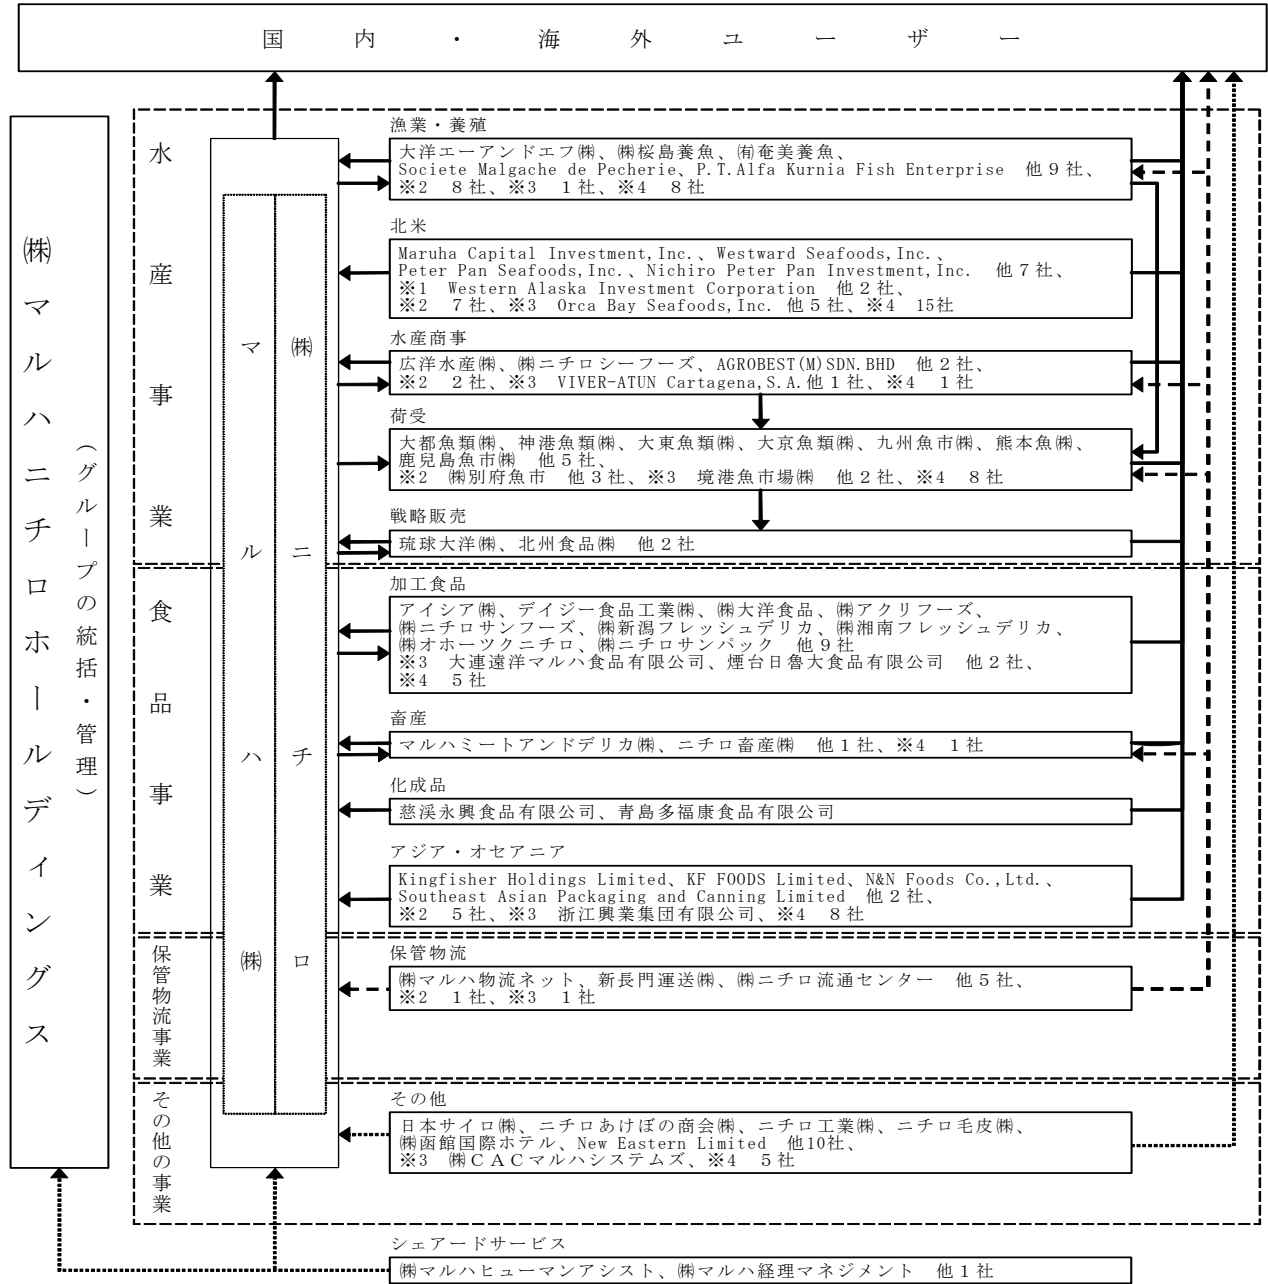 国内・海外ユーザー
㈱マルハニチロホールディングス
（グループの統括・管理）
水産事業
㈱ニチロ
マルハ㈱
漁業・養殖
大洋エーアンドエフ㈱、㈱桜島養魚、㈲奄美養魚、
Societe Malgache de Pecherie、P.T.Alfa Kurnia Fish Enterprise 他９社、
※2 ８社、※3 １社、※4 ８社
北米
Maruha Capital Investment,Inc.、Westward Seafoods,Inc.、
Peter Pan Seafoods,Inc.、Nichiro Peter Pan Investment,Inc. 他７社、
※1 Western Alaska Investment Corporation 他２社、
※2 ７社、※3 Orca Bay Seafoods,Inc. 他５社、※4 15社
水産商事
広洋水産㈱、㈱ニチロシーフーズ、AGROBEST(M)SDN.BHD 他２社、
※2 ２社、※3 VIVER-ATUN Cartagena,S.A.他１社、※4 １社
荷受
大都魚類㈱、神港魚類㈱、大東魚類㈱、大京魚類㈱、九州魚市㈱、熊本魚㈱、
鹿児島魚市㈱ 他５社、
※2 ㈱別府魚市 他３社、※3 境港魚市場㈱ 他２社、※4 ８社
戦略販売
琉球大洋㈱、北州食品㈱ 他２社
食品事業
加工食品
アイシア㈱、デイジー食品工業㈱、㈱大洋食品、㈱アクリフーズ、
㈱ニチロサンフーズ、㈱新潟フレッシュデリカ、㈱湘南フレッシュデリカ、
㈱オホーツクニチロ、㈱ニチロサンパック 他９社
※3 大連遠洋マルハ食品有限公司、煙台日魯大食品有限公司 他２社、
※4 ５社
畜産
マルハミートアンドデリカ㈱、ニチロ畜産㈱ 他１社、※4 １社
化成品
慈渓永興食品有限公司、青島多福康食品有限公司
アジア・オセアニア
Kingfisher Holdings Limited、KF FOODS Limited、N&N Foods Co.,Ltd.、
Southeast Asian Packaging and Canning Limited 他２社、
※2 ５社、※3 浙江興業集団有限公司、※4 ８社
保管物流事業
保管物流
㈱マルハ物流ネット、新長門運送㈱、㈱ニチロ流通センター 他５社、
※2 １社、※3 １社
その他の事業
その他
日本サイロ㈱、ニチロあけぼの商会㈱、ニチロ工業㈱、ニチロ毛皮㈱、
㈱函館国際ホテル、New Eastern Limited 他10社、
※3 ㈱ＣＡＣマルハシステムズ、※4 ５社
シェアードサービス
㈱マルハヒューマンアシスト、㈱マルハ経理マネジメント 他１社